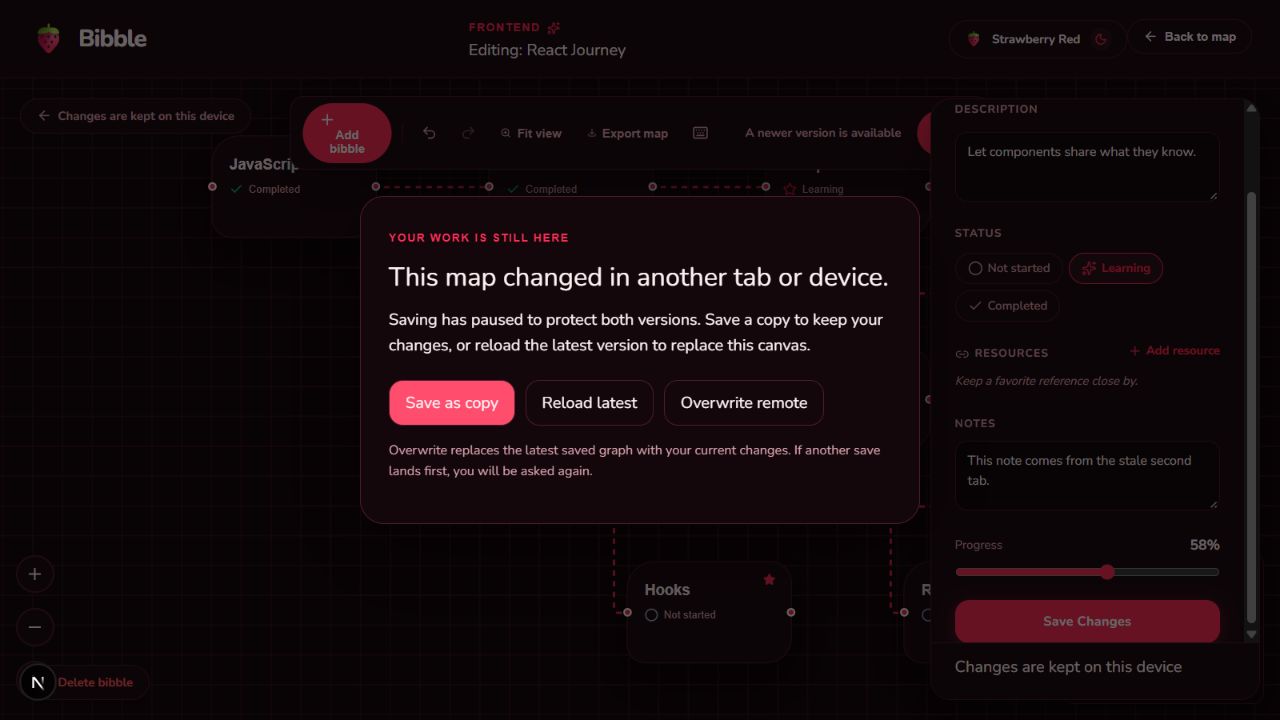 Bibble
FRONTEND
Editing: React Journey
Strawberry Red
Back to map
Changes are kept on this device
Add
bibble
Fit view
Export map
A newer version is available
JavaScrip
Completed
Completed
Learning
YOUR WORK IS STILL HERE
This map changed in another tab or device.
Saving has paused to protect both versions. Save a copy to keep your
changes, or reload the latest version to replace this canvas.
Save as copy
Reload latest
Overwrite remote
Overwrite replaces the latest saved graph with your current changes. If another save
lands first, you will be asked again.
DESCRIPTION
Let components share what they know.
STATUS
Not started
Learning
Completed
RESOURCES
Add resource
Keep a favorite reference close by.
NOTES
This note comes from the stale second
tab.
Progress
58%
Save Changes
Changes are kept on this device
Hooks
Not started
R
N
Delete bibble